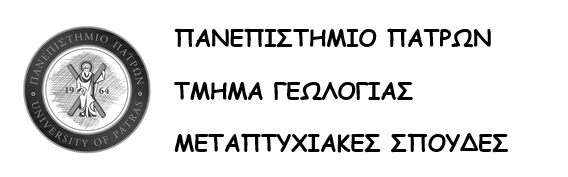 ΠΑΝΕΠΙΣΤΗΜΙΟ ΠΑΤΡΩΝ
19 64
UNIVERSITY OF PATRAS
ΠΑΝΕΠΙΣΤΗΜΙΟ ΠΑΤΡΩΝ
ΤΜΗΜΑ ΓΕΩΛΟΓΙΑΣ
ΜΕΤΑΠΤΥΧΙΑΚΕΣ ΣΠΟΥΔΕΣ